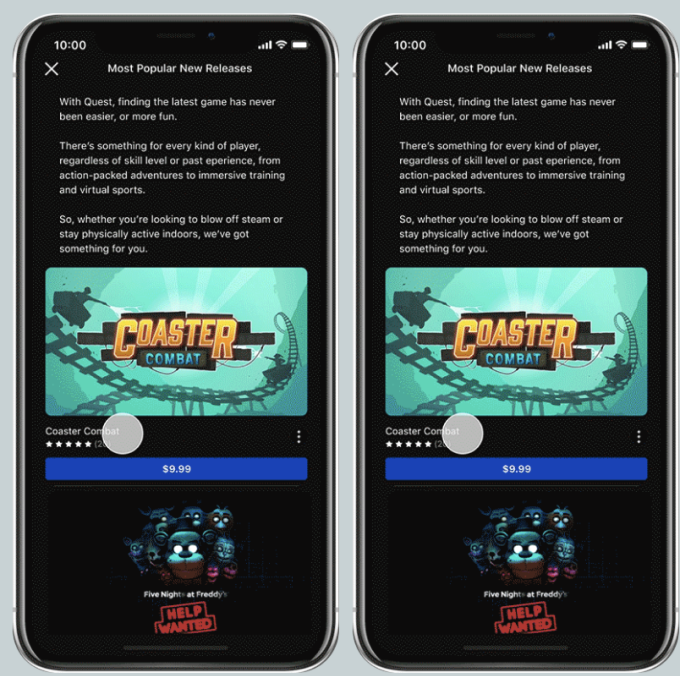 10:00
Most Popular New Releases
With Quest, finding the latest game has never
been easier, or more fun.
There's something for every kind of player,
regardless of skill level or past eperience, from
action-packed adventures to immersive training
and virtual sports.
So, whether you're looking to blow off steam or
stay physically active indoors, we've got
something for you.
COASTER
COMBAT
Coaster Combat
$9.99
Five Nights at Freddy's
HELP
WANTED
10:00
Most Popular New Releases
With Quest, finding the latest game has never
been easier, or more fun.
There's something for every kind of player,
regardless of skill level or past eperience, from
action-packed adventures to immersive training
and virtual sports.
So, whether you're looking to blow off steam or
stay physically active indoors, we've got
something for you.
COASTER
COMBAT
Coaster Combat
$9.99
Five Nights at Freddy's
HELP
WANTED